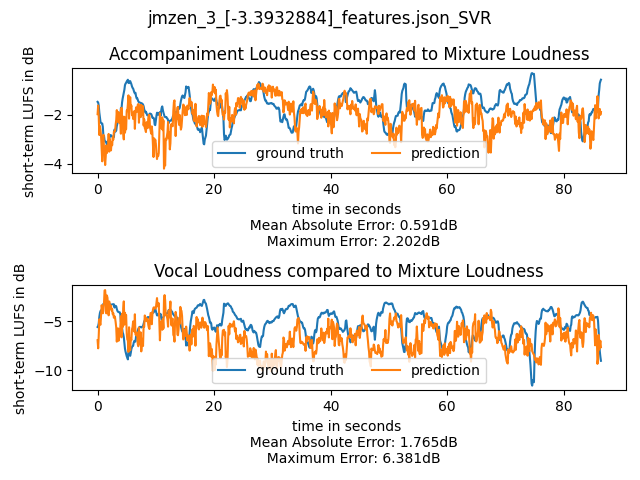 jmzen_3_[-3.3932884]_features.json_SVR
Accompaniment Loudness compared to Mixture Loudness
short-term LUFS in dB
−2
−4
ground truth
prediction
0 20 40 60 80
time in seconds
Mean Absolute Error: 0.591dB
Maximum Error: 2.202dB
Vocal Loudness compared to Mixture Loudness
short-term LUFS in dB
−5
−10
ground truth
prediction
0 20 40 60 80
time in seconds
Mean Absolute Error: 1.765dB
Maximum Error: 6.381dB